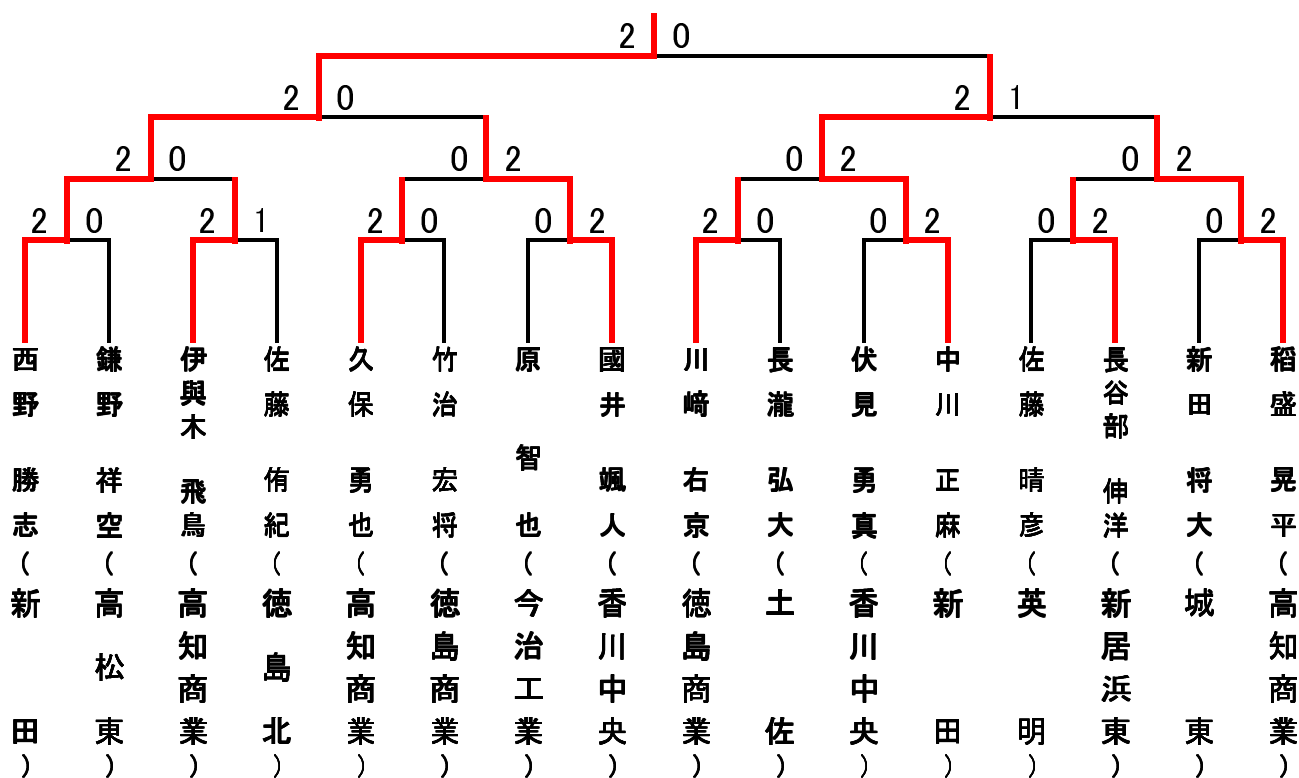 2 0
2 0 2 1
2 0 0 2 0 2 0 2
2 0 2 1 2 0 0 2 2 0 0 2 0 2 0 2
西野 勝志(新田)
鎌野 祥空(高松東)
伊與木 飛鳥(高知商業)
佐藤 侑紀(徳島北)
久保 勇也(高知商業)
竹治 宏将(徳島商業)
原 智也(今治工業)
國井 颯人(香川中央)
川﨑 右京(徳島商業)
長瀧 弘大(土佐)
伏見 勇真(香川中央)
中川 正麻(新田)
佐藤 晴彦(英明)
長谷部 伸洋(新居浜東)
新田 将大(城東)
稲盛 晃平(高知商業)